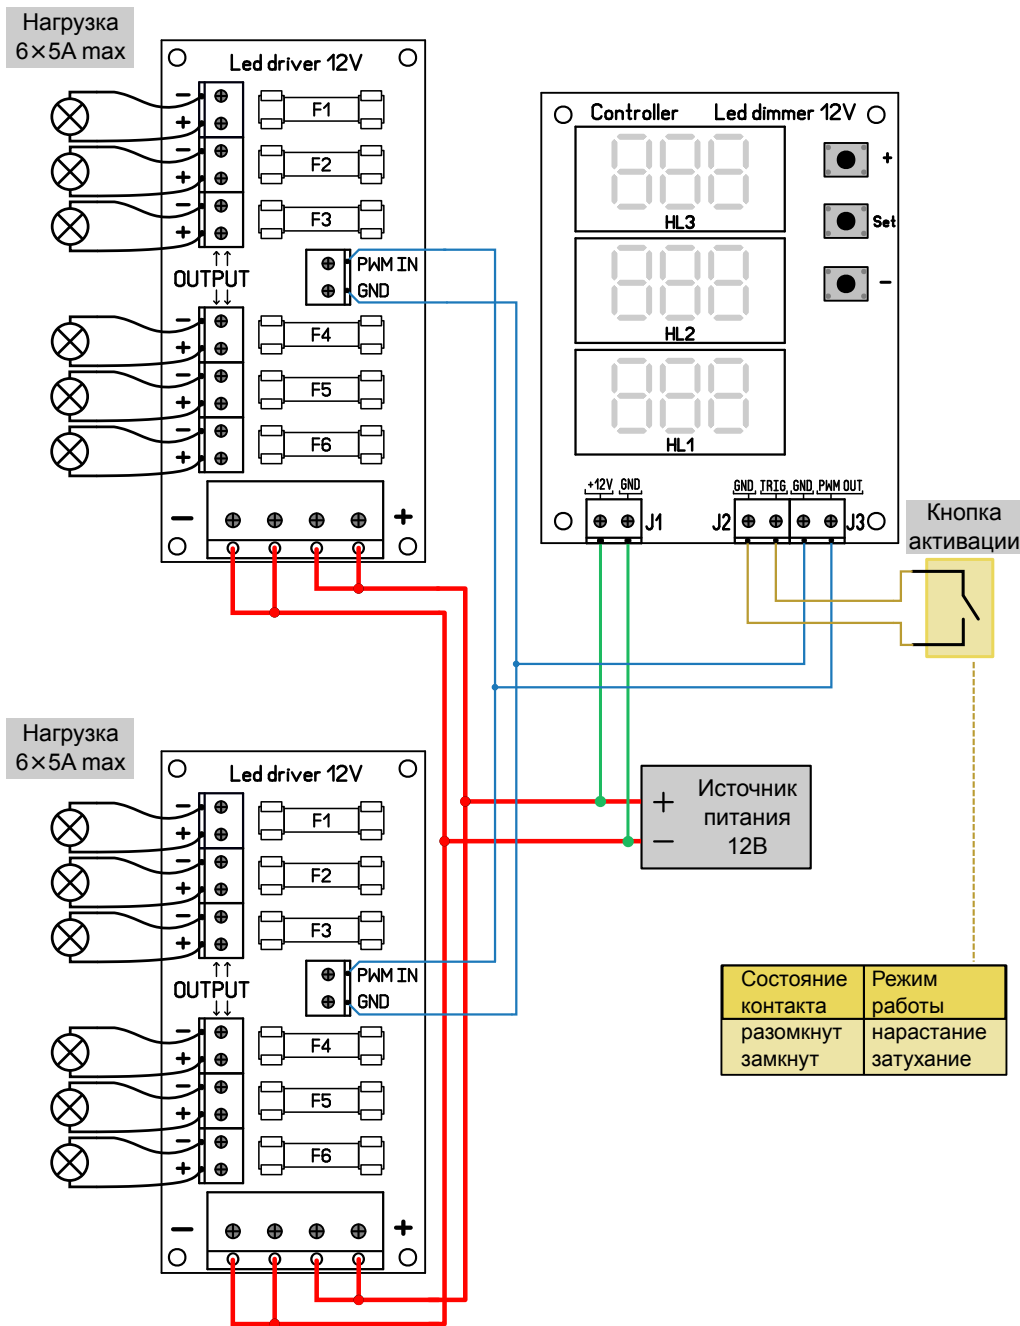 Нагрузка
6×5A max
Led driver 12V
− F1
+
− F2
+
− F3
+
↑↑
OUTPUT
↓↓
PWM IN
GND
− F4
+
− F5
+
− F6
+
− +
Controller Led dimmer 12V
HL3
HL2
HL1
+
Set
−
+12V GND
J1
GND TRIG GND PWM OUT
J2 J3
Кнопка
активации
Нагрузка
6×5A max
Led driver 12V
− F1
+
− F2
+
− F3
+
↑↑
OUTPUT
↓↓
PWM IN
GND
− F4
+
− F5
+
− F6
+
− +
+ Источник
питания
− 12В
Состояние Режим
контакта работы
разомкнут нарастание
замкнут затухание